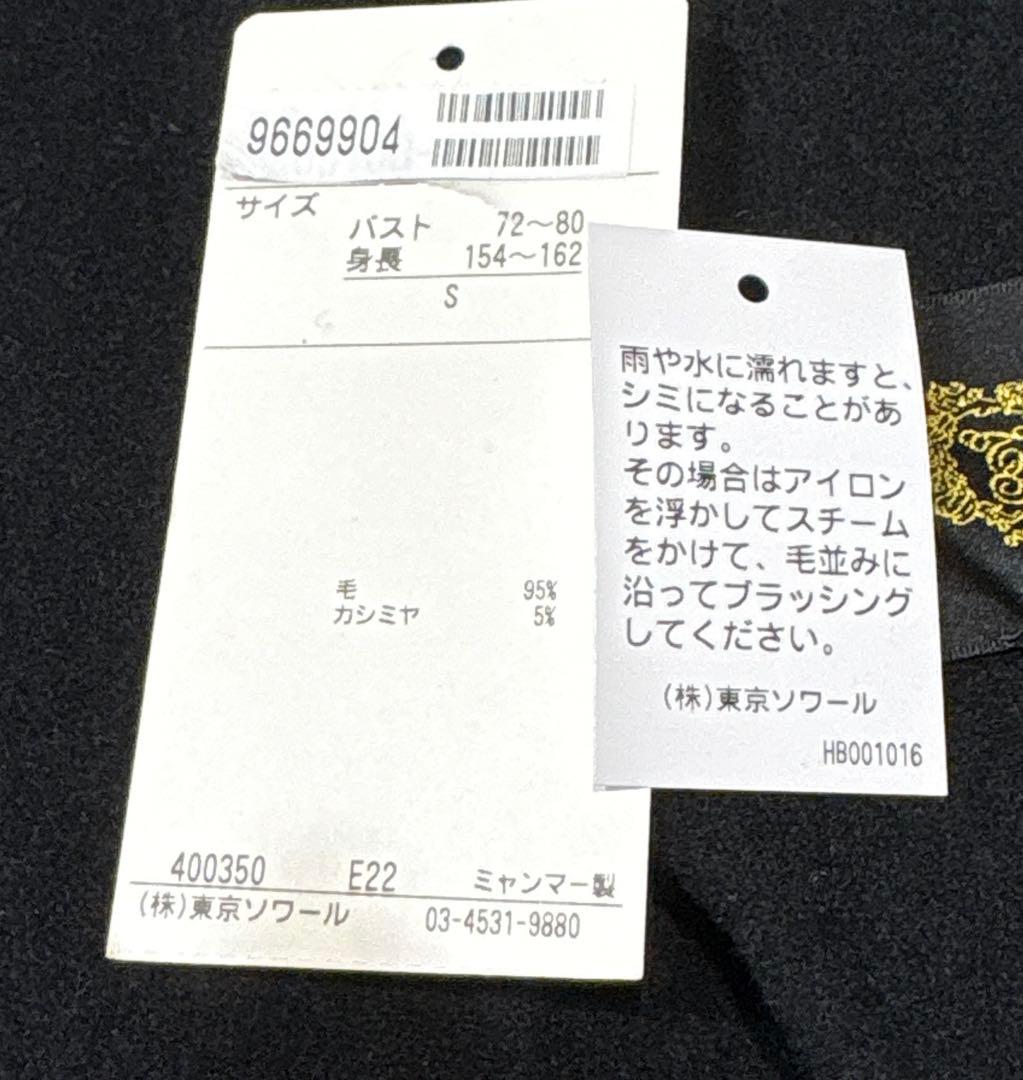 9669904
サイズ
バスト 72～80
身長 154～162
S
毛 95%
カシミヤ 5%
400350 E22 ミャンマー製
(株)東京ソワール 03-4531-9880
雨や水に濡れますと、
シミになることがあ
ります。
その場合はアイロン
を浮かしてスチーム
をかけて、毛並みに
沿ってブラッシング
してください。
(株)東京ソワール
HB001016